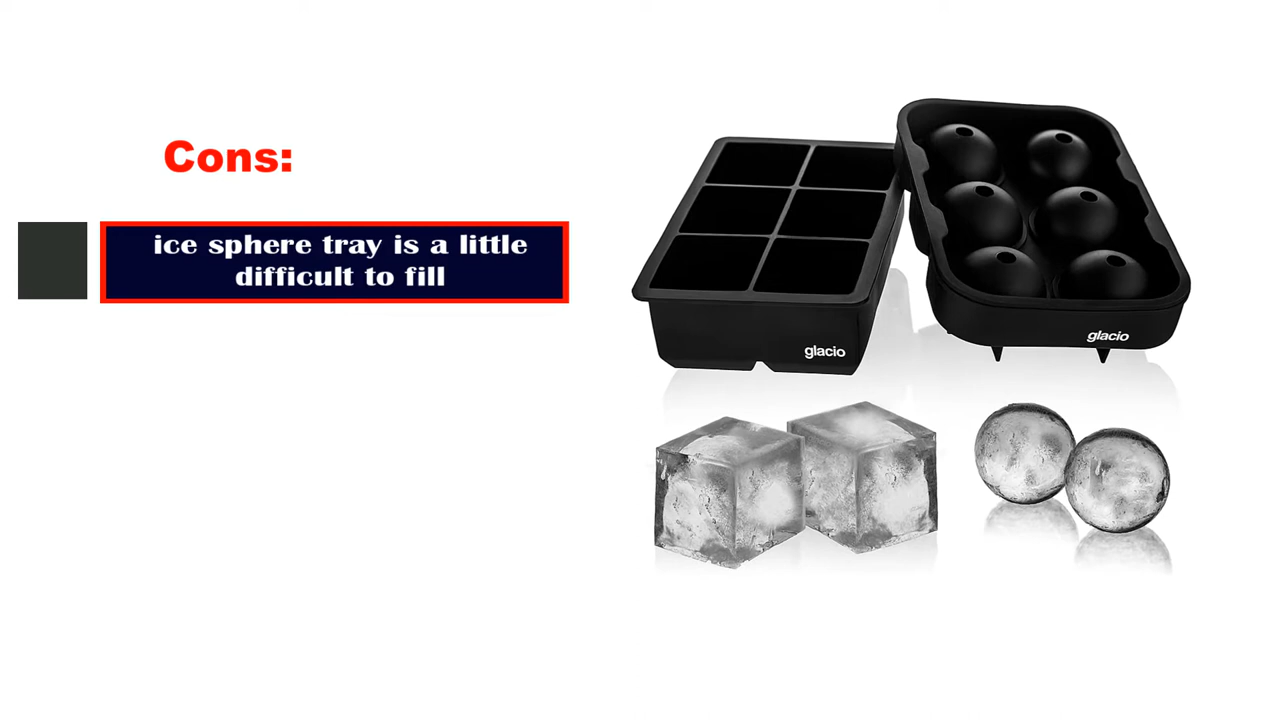 Cons:
ice sphere tray is a little
difficult to fill
glacio
glacio